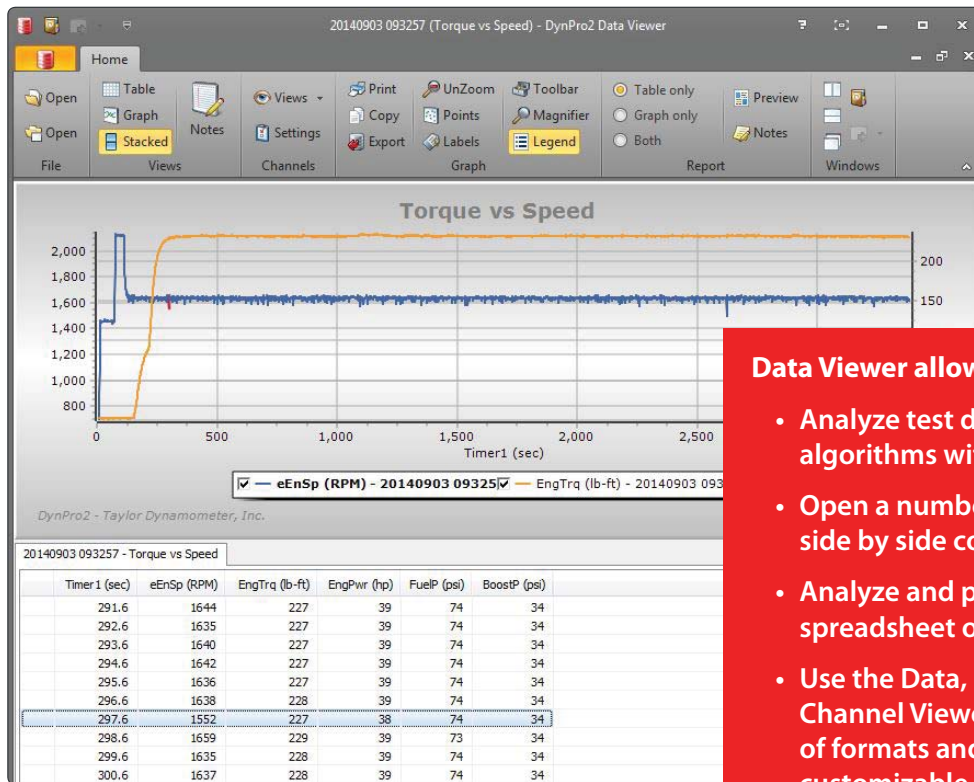 20140903 093257 (Torque vs Speed) - DynPro2 Data Viewer
Home
Open
Open
File
Table
Graph
Stacked
Notes
Views
Views
Settings
Channels
Print
Copy
Export
UnZoom
Points
Labels
Toolbar
Magnifier
Legend
Graph
Table only
Graph only
Both
Preview
Notes
Report
Windows
Torque vs Speed
2,000
1,800
1,600
1,400
1,200
1,000
800
200
150
0 500 1,000 1,500 2,000 2,500
Timer1 (sec)
eEnSp (RPM) - 20140903 09325 EngTrq (lb-ft) - 20140903 093
DynPro2 - Taylor Dynamometer, Inc.
20140903 093257 - Torque vs Speed
Timer1 (sec) eEnSp (RPM) EngTrq (lb-ft) EngPwr (hp) FuelP (psi) BoostP (psi)
291.6 1644 227 39 74 34
292.6 1635 227 39 74 34
293.6 1640 227 39 74 34
294.6 1642 227 39 74 34
295.6 1636 227 39 74 34
296.6 1638 228 39 74 34
297.6 1552 227 38 74 34
298.6 1659 229 39 73 34
299.6 1635 228 39 74 34
300.6 1637 228 39 74 34
Data Viewer allow
• Analyze test d
algorithms wi
• Open a numbe
side by side co
• Analyze and p
spreadsheet o
• Use the Data,
Channel Viewe
of formats and
customizable